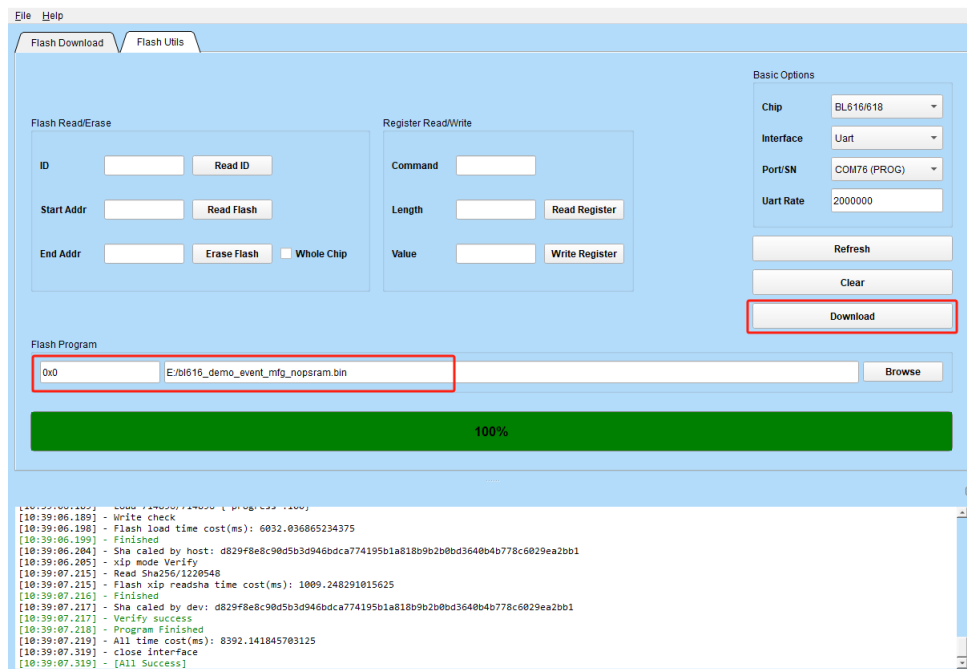 File Help
Flash Download Flash Utils
Basic Options
Chip BL616/618
Interface Uart
Port/SN COM76 (PROG)
Uart Rate 2000000
Flash Read/Erase
ID Read ID
Start Addr Read Flash
End Addr Erase Flash Whole Chip
Register Read/Write
Command
Length Read Register
Value Write Register
Refresh
Clear
Download
Flash Program
0x0 E:/bl616_demo_event_mfg_nopsram.bin Browse
100%
[10:39:06.189] - Write check
[10:39:06.198] - Flash load time cost(ms): 6032.036865234375
[10:39:06.199] - Finished
[10:39:06.204] - Sha caled by host: d829f8e8c90d5b3d946bdca774195b1a818b9b2b0bd3640b4b778c6029ea2bb1
[10:39:06.205] - xip mode Verify
[10:39:07.215] - Read Sha256/1220548
[10:39:07.215] - Flash xip readsha time cost(ms): 1009.248291015625
[10:39:07.216] - Finished
[10:39:07.217] - Sha caled by dev: d829f8e8c90d5b3d946bdca774195b1a818b9b2b0bd3640b4b778c6029ea2bb1
[10:39:07.217] - Verify success
[10:39:07.218] - Program Finished
[10:39:07.219] - All time cost(ms): 8392.141845703125
[10:39:07.319] - close interface
[10:39:07.319] - [All Success]